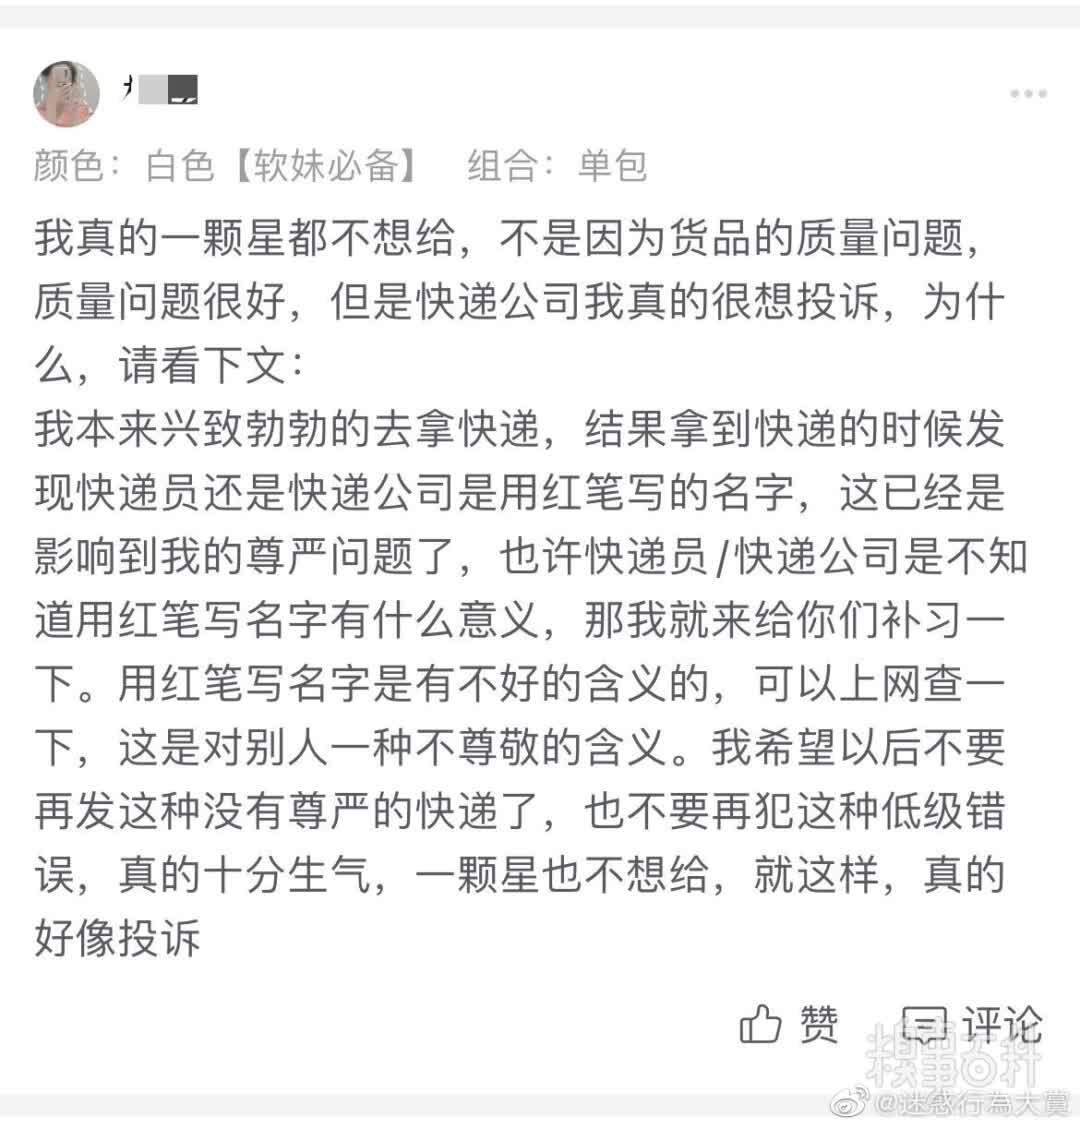 颜色：白色【软妹必备】 组合：单包
我真的一颗星都不想给，不是因为货品的质量问题，
质量问题很好，但是快递公司我真的很想投诉，为什
么，请看下文：
我本来兴致勃勃的去拿快递，结果拿到快递的时候发
现快递员还是快递公司是用红笔写的名字，这已经是
影响到我的尊严问题了，也许快递员/快递公司是不知
道用红笔写名字有什么意义，那我就来给你们补习一
下。用红笔写名字是有不好的含义的，可以上网查一
下，这是对别人一种不尊敬的含义。我希望以后不要
再发这种没有尊严的快递了，也不要再犯这种低级错
误，真的十分生气，一颗星也不想给，就这样，真的
好像投诉
赞 评论
糗事百科
@迷惑行為大賞